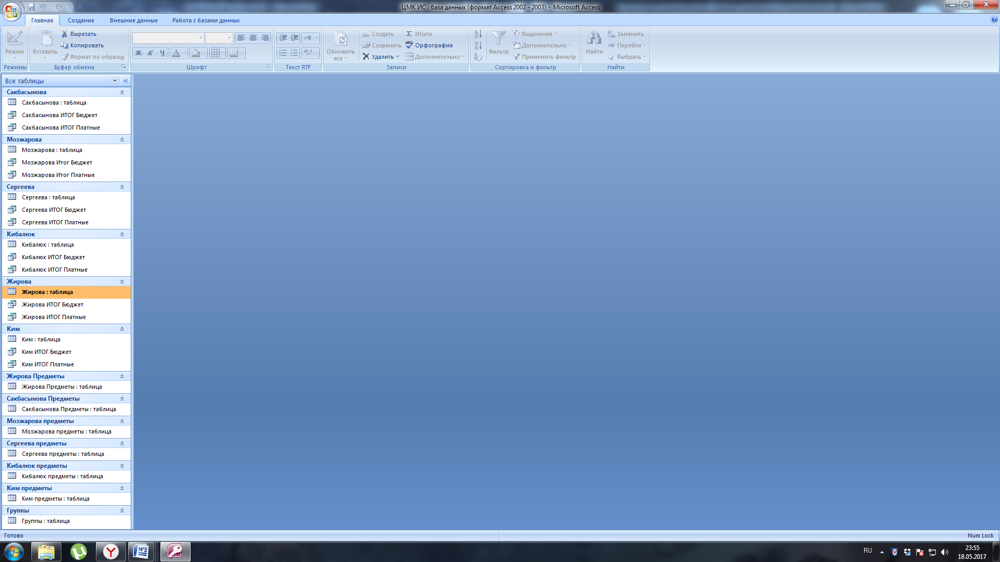 ЦМК ИС : база данных (формат Access 2002 - 2003) - Microsoft Access
Главная Создание Внешние данные Работа с базами данных
Режим
Режимы
Вставить
Вырезать
Копировать
Формат по образцу
Буфер обмена
Ж К Ч А
Шрифт
Текст RTF
Обновить все
Создать
Сохранить
Удалить
Итоги
Орфография
Дополнительно
Записи
Фильтр
Выделение
Дополнительно
Применить фильтр
Сортировка и фильтр
Найти
Заменить
Перейти
Выбрать
Найти
Все таблицы
Сакбасынова
Сакбасынова : таблица
Сакбасынова ИТОГ Бюджет
Сакбасынова ИТОГ Платные
Мозжарова
Мозжарова : таблица
Мозжарова Итог Бюджет
Мозжарова Итог Платные
Сергеева
Сергеева : таблица
Сергеева ИТОГ Бюджет
Сергеева ИТОГ Платные
Кибалюк
Кибалюк : таблица
Кибалюк ИТОГ Бюджет
Кибалюк ИТОГ Платные
Жирова
Жирова : таблица
Жирова ИТОГ Бюджет
Жирова ИТОГ Платные
Ким
Ким : таблица
Ким ИТОГ Бюджет
Ким ИТОГ Платные
Жирова Предметы
Жирова Предметы : таблица
Сакбасынова Предметы
Сакбасынова Предметы : таблица
Мозжарова предметы
Мозжарова предметы : таблица
Сергеева предметы
Сергеева предметы : таблица
Кибалюк предметы
Кибалюк предметы : таблица
Ким предметы
Ким предметы : таблица
Группы
Группы : таблица
Готово
Num Lock
RU
23:55
18.05.2017